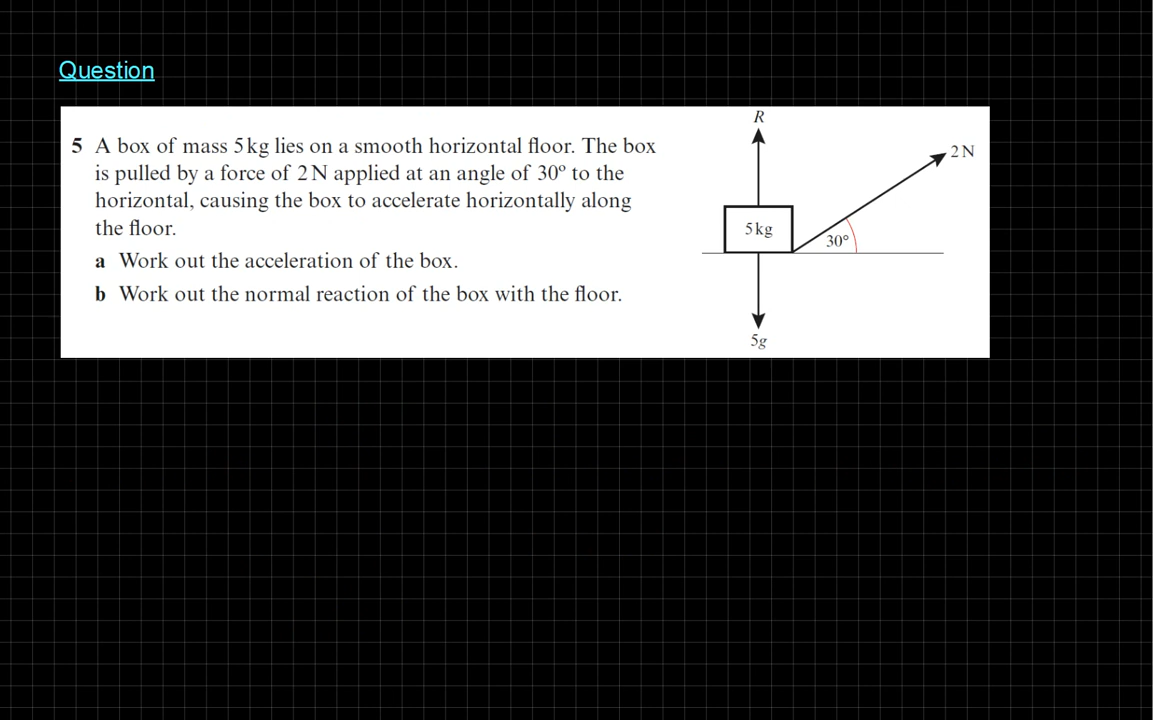 Question
R
5 A box of mass 5 kg lies on a smooth horizontal floor. The box
is pulled by a force of 2 N applied at an angle of 30° to the
horizontal, causing the box to accelerate horizontally along
the floor.
a Work out the acceleration of the box.
b Work out the normal reaction of the box with the floor.
2 N
5 kg
30°
5g